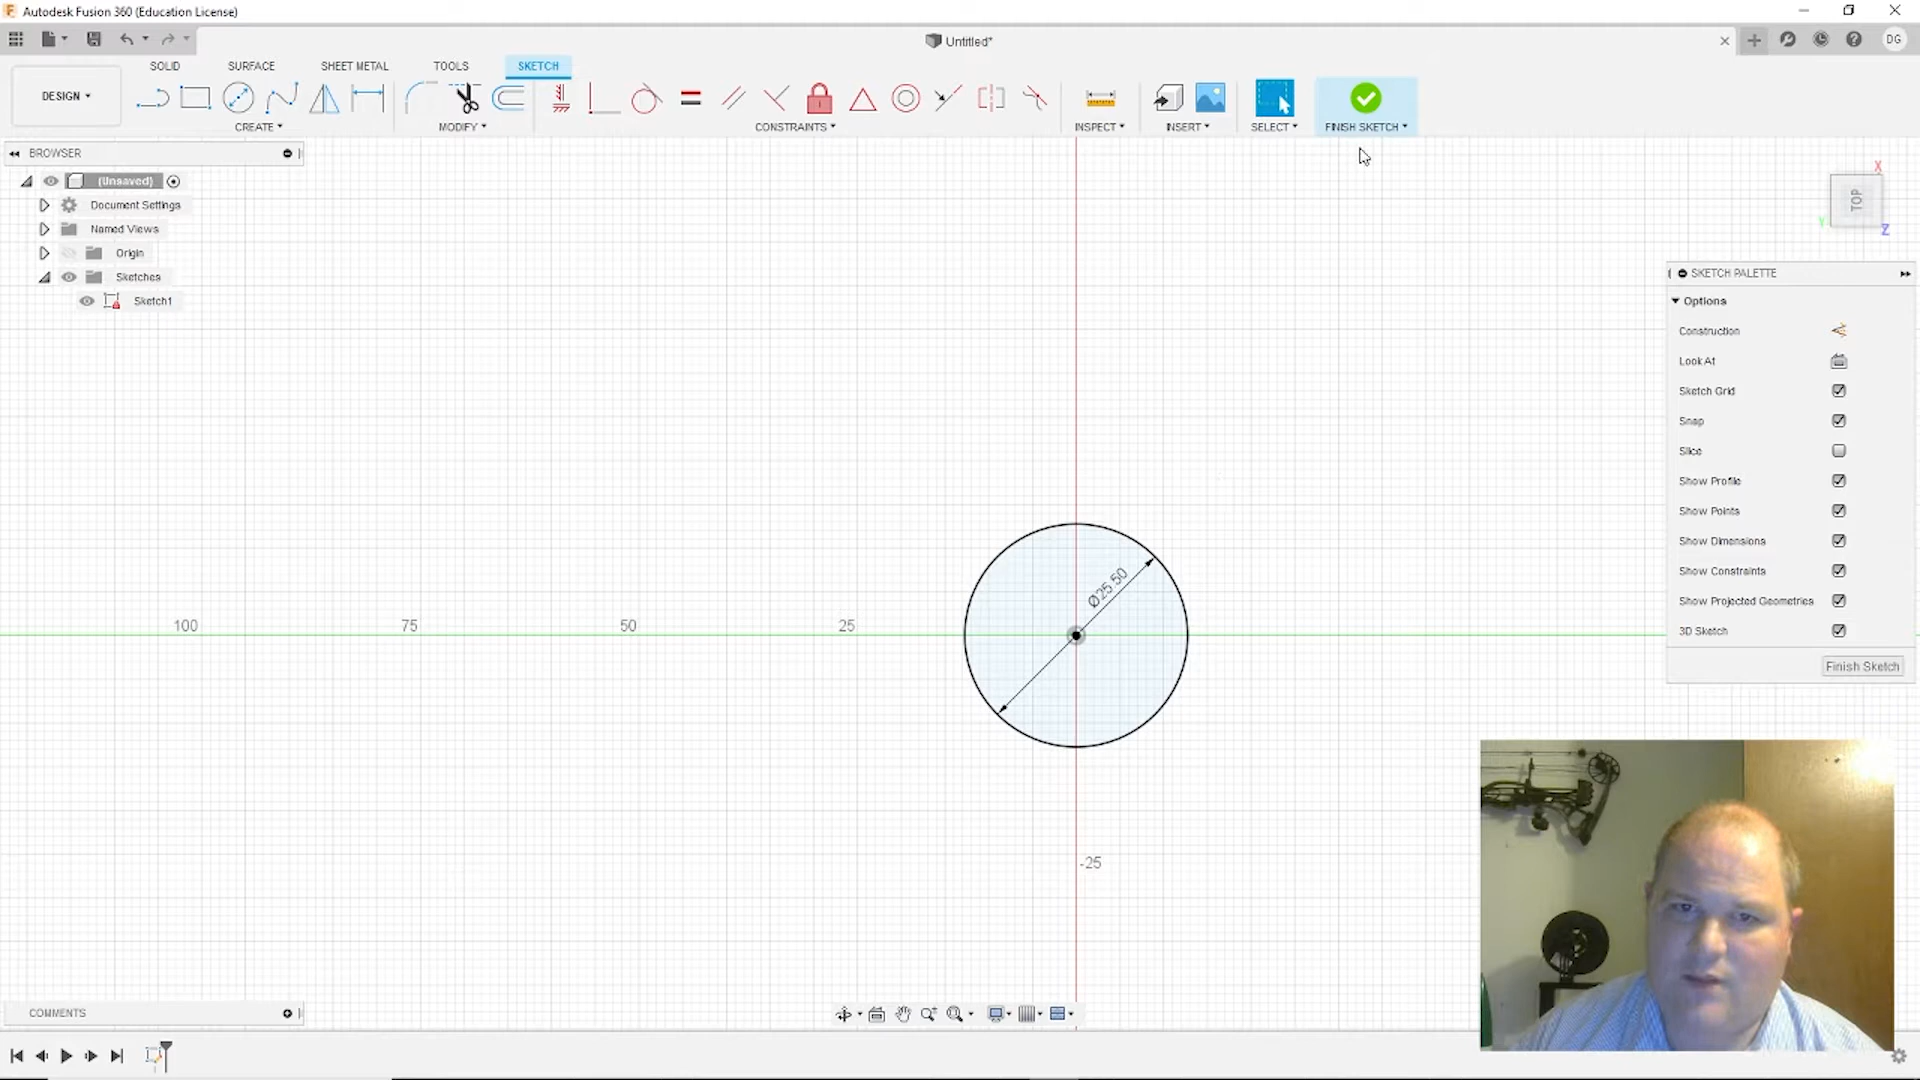 Autodesk Fusion 360 (Education License)
Untitled*
DG
SOLID
SURFACE
SHEET METAL
TOOLS
SKETCH
DESIGN
CREATE
MODIFY
CONSTRAINTS
INSPECT
INSERT
SELECT
FINISH SKETCH
BROWSER
(Unsaved)
Document Settings
Named Views
Origin
Sketches
Sketch1
X
TOP
Y
Z
SKETCH PALETTE
Options
Construction
Look At
Sketch Grid
Snap
Slice
Show Profile
Show Points
Show Dimensions
Show Constraints
Show Projected Geometries
3D Sketch
Finish Sketch
Ø25.50
100
75
50
25
-25
COMMENTS